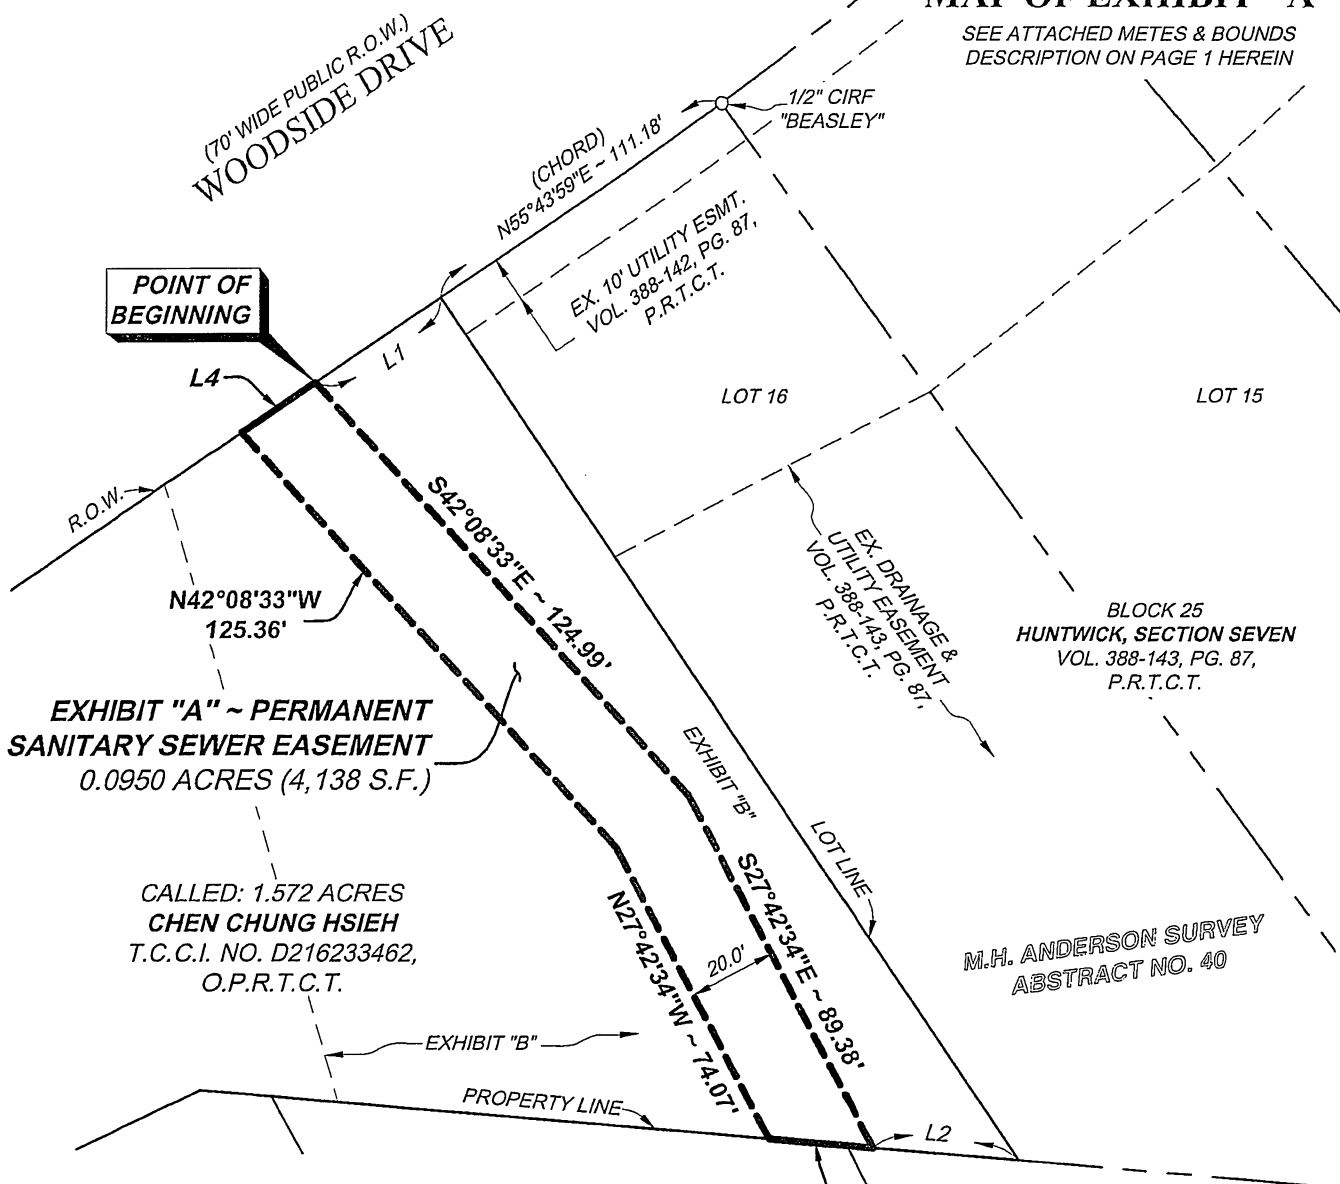 MAP OF EXHIBIT "A"
SEE ATTACHED METES & BOUNDS
DESCRIPTION ON PAGE 1 HEREIN
(70' WIDE PUBLIC R.O.W.)
WOODSIDE DRIVE
1/2" CIRF
"BEASLEY"
(CHORD)
N55°43'59"E ~ 111.18'
EX. 10' UTILITY ESMT.
VOL. 388-142, PG. 87,
P.R.T.C.T.
POINT OF
BEGINNING
L1
L4
LOT 16
LOT 15
R.O.W.
S42°08'33"E ~ 124.99'
N42°08'33"W
125.36'
EX. DRAINAGE &
UTILITY EASEMENT
VOL. 388-143, PG. 87,
P.R.T.C.T.
BLOCK 25
HUNTWICK, SECTION SEVEN
VOL. 388-143, PG. 87,
P.R.T.C.T.
EXHIBIT "A" ~ PERMANENT
SANITARY SEWER EASEMENT
0.0950 ACRES (4,138 S.F.)
EXHIBIT "B"
LOT LINE
CALLED: 1.572 ACRES
CHEN CHUNG HSIEH
T.C.C.I. NO. D216233462,
O.P.R.T.C.T.
S27°42'34"E ~ 89.38'
N27°42'34"W ~ 74.07'
20.0'
M.H. ANDERSON SURVEY
ABSTRACT NO. 40
EXHIBIT "B"
PROPERTY LINE
L2